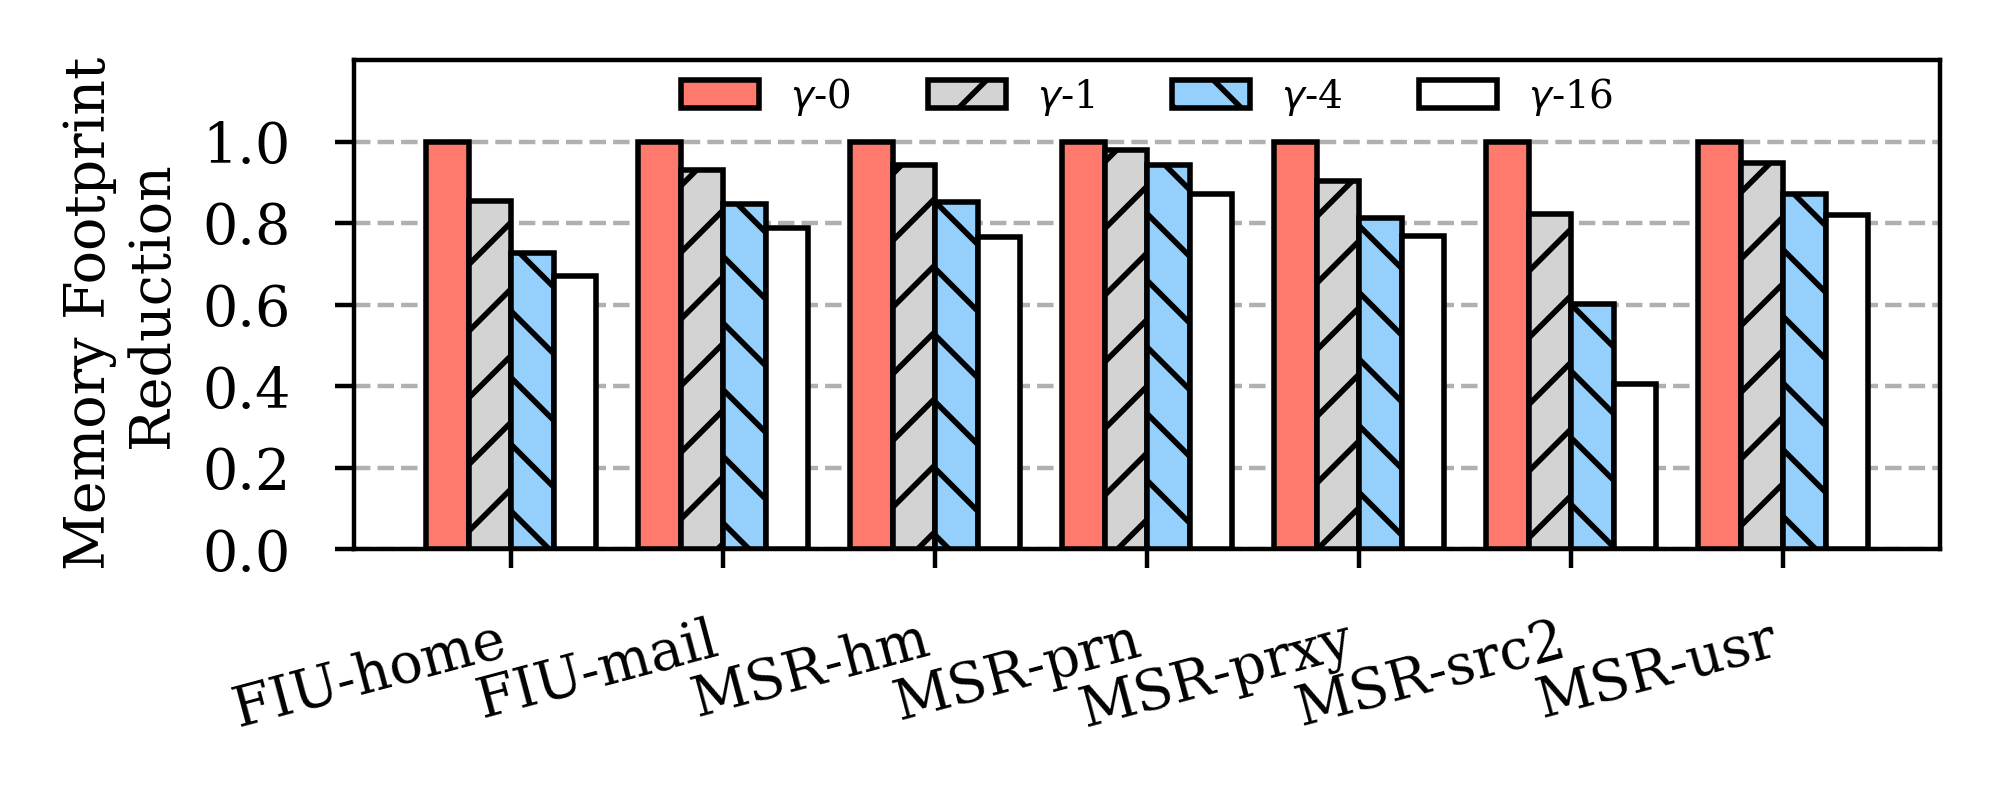 Memory Footprint
Reduction
γ-0 γ-1 γ-4 γ-16
1.0
0.8
0.6
0.4
0.2
0.0
FIU-home
FIU-mail
MSR-hm
MSR-prn
MSR-prxy
MSR-src2
MSR-usr